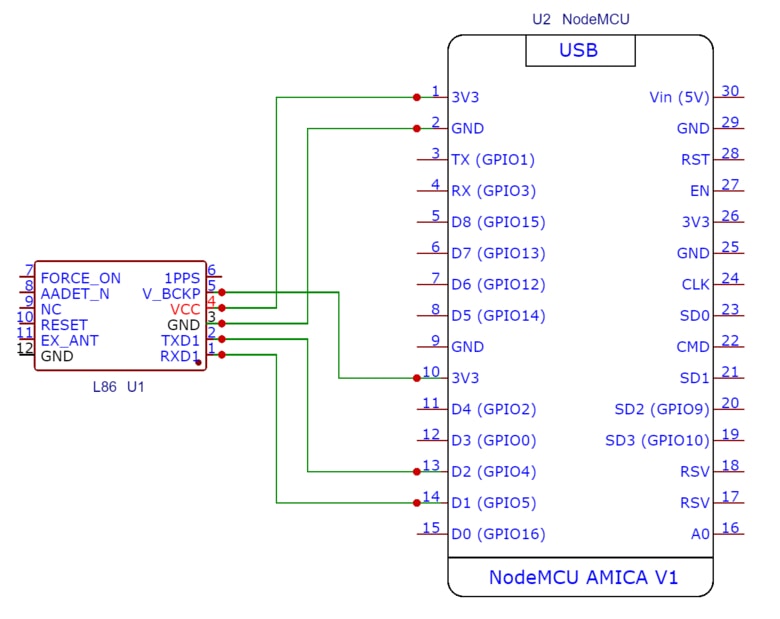 U2 NodeMCU
USB
1 3V3 Vin (5V) 30
2 GND GND 29
3 TX (GPIO1) RST 28
4 RX (GPIO3) EN 27
5 D8 (GPIO15) 3V3 26
6 D7 (GPIO13) GND 25
7 D6 (GPIO12) CLK 24
8 D5 (GPIO14) SD0 23
9 GND CMD 22
10 3V3 SD1 21
11 D4 (GPIO2) SD2 (GPIO9) 20
12 D3 (GPIO0) SD3 (GPIO10) 19
13 D2 (GPIO4) RSV 18
14 D1 (GPIO5) RSV 17
15 D0 (GPIO16) A0 16
NodeMCU AMICA V1
7 FORCE_ON 1PPS 6
8 AADET_N V_BCKP 5
9 NC VCC 4
10 RESET GND 3
11 EX_ANT TXD1 2
12 GND RXD1 1
L86 U1